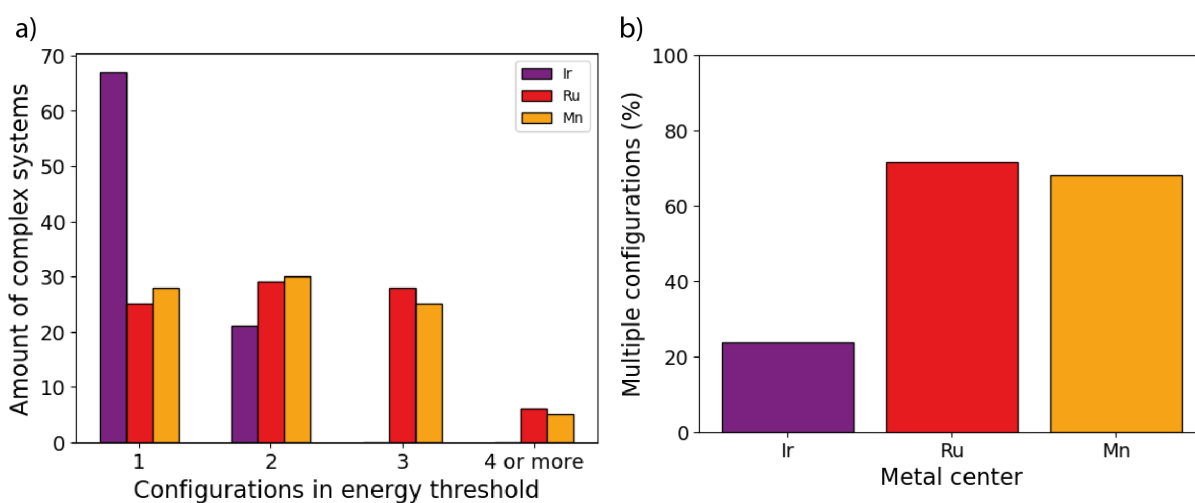 a)
Amount of complex systems
70
60
50
40
30
20
10
0
Ir
Ru
Mn
1
2
3
4 or more
Configurations in energy threshold
b)
Multiple configurations (%)
100
80
60
40
20
0
Ir
Ru
Mn
Metal center